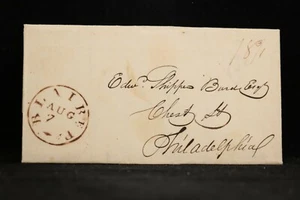 Edwd. Shippen Burd Esqr
Chest. St
Philadelphia
AUG
7